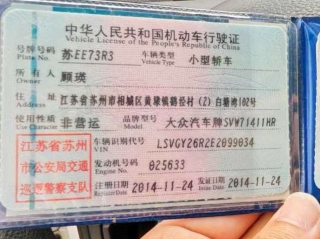 中华人民共和国机动车行驶证
Vehicle License of the People's Republic of China
号牌号码 苏EE73R3 车辆类型 小型轿车
Plate No. Vehicle Type
所有人 顾瑛
Owner
住址 江苏省苏州市相城区黄埭镇鹤泾村(2)白塘湾102号
Address
使用性质 非营运 品牌型号 大众汽车牌SVW71411HR
Use Character Model
江苏省苏州
市公安局交通
巡逻警察支队
车辆识别代号 LSVGY26R2E2099034
VIN
发动机号码 025633
Engine No.
注册日期 2014-11-24 发证日期 2014-11-24
Register Date Issue Date